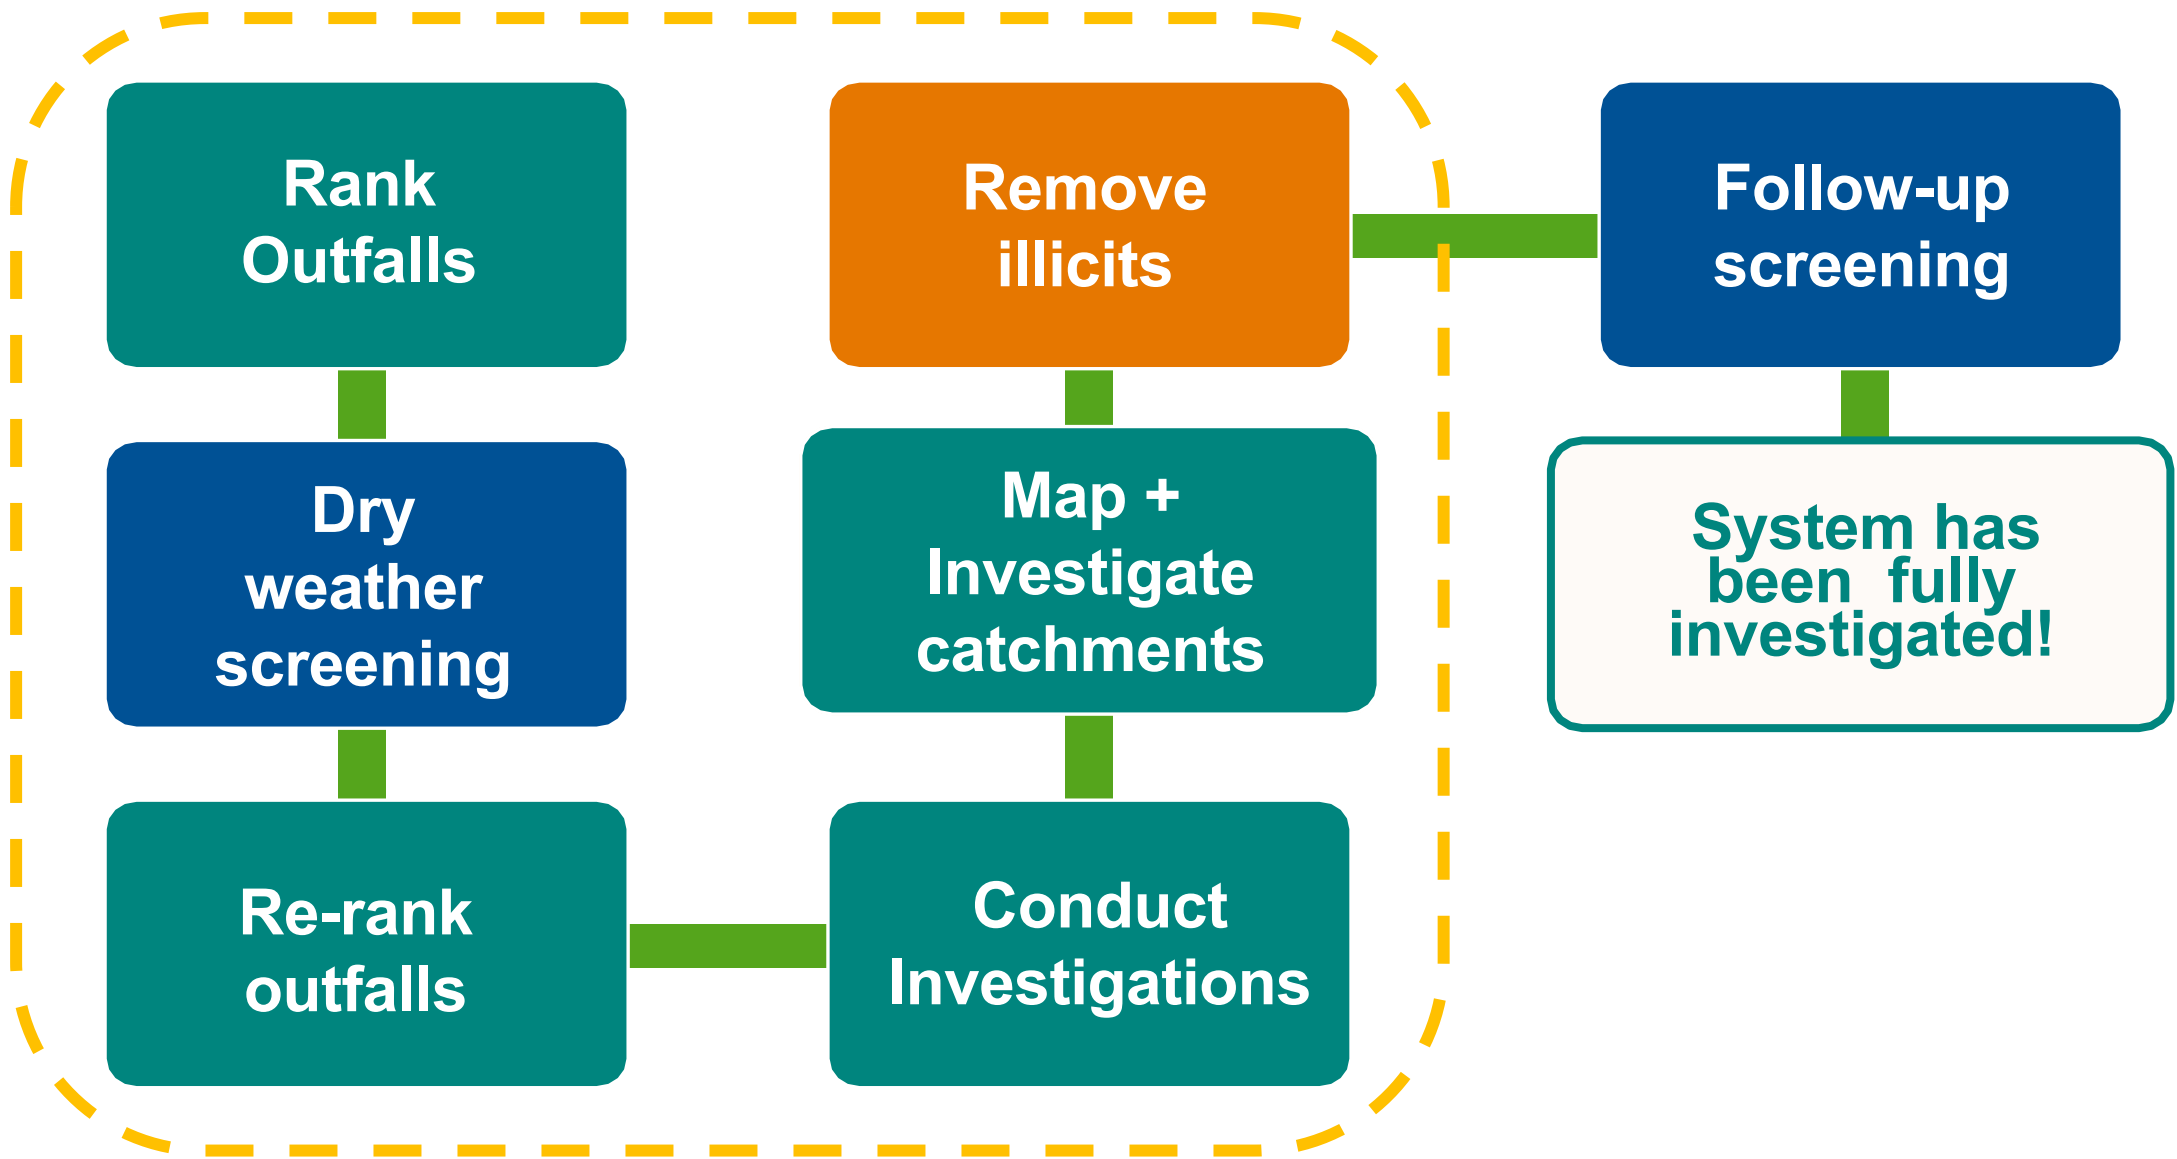 Rank
Outfalls
Dry
weather
screening
Re-rank
outfalls
Conduct
Investigations
Map +
Investigate
catchments
Remove
illicits
Follow-up
screening
System has
been  fully
investigated!